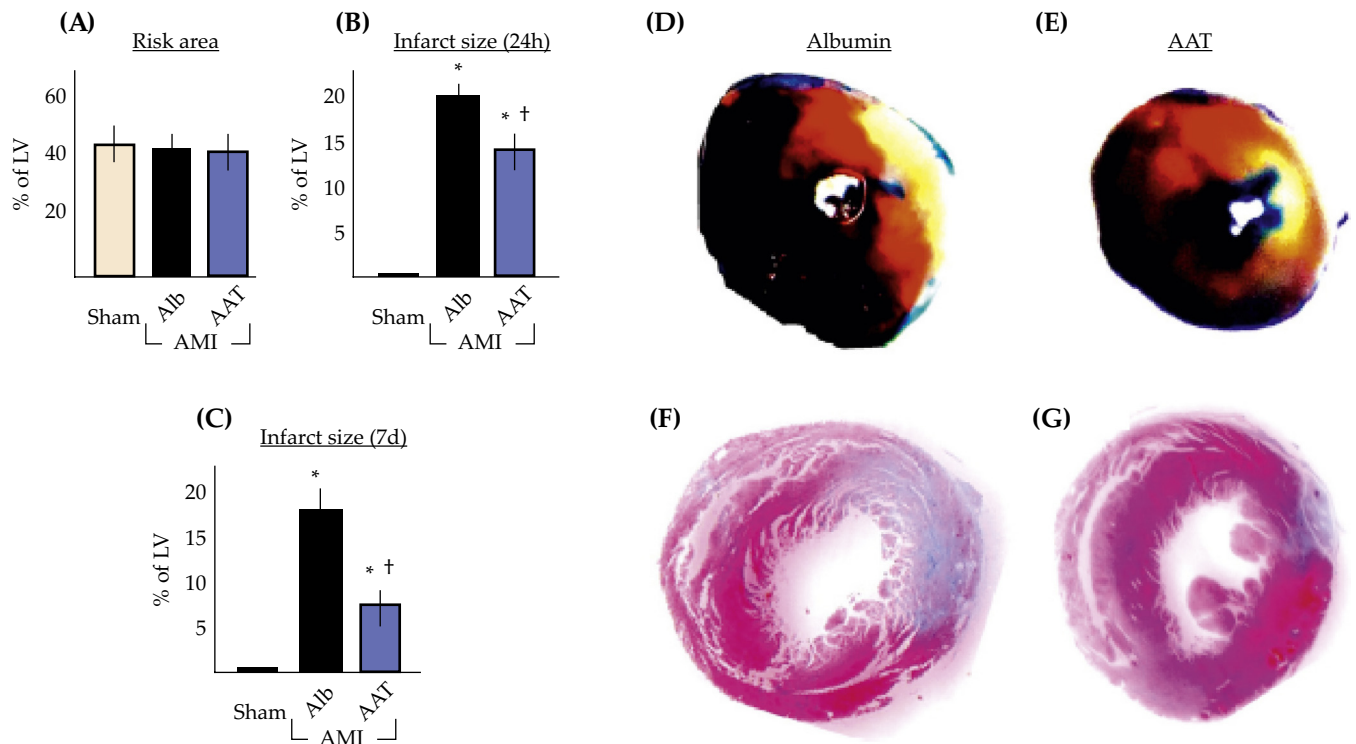 (A)
Risk area
% of LV
60
40
20
Sham
Alb
AAT
AMI
(B)
Infarct size (24h)
% of LV
20
15
10
5
*
* †
Sham
Alb
AAT
AMI
(C)
Infarct size (7d)
% of LV
20
15
10
5
*
* †
Sham
Alb
AAT
AMI
(D)
Albumin
(E)
AAT
(F)
(G)